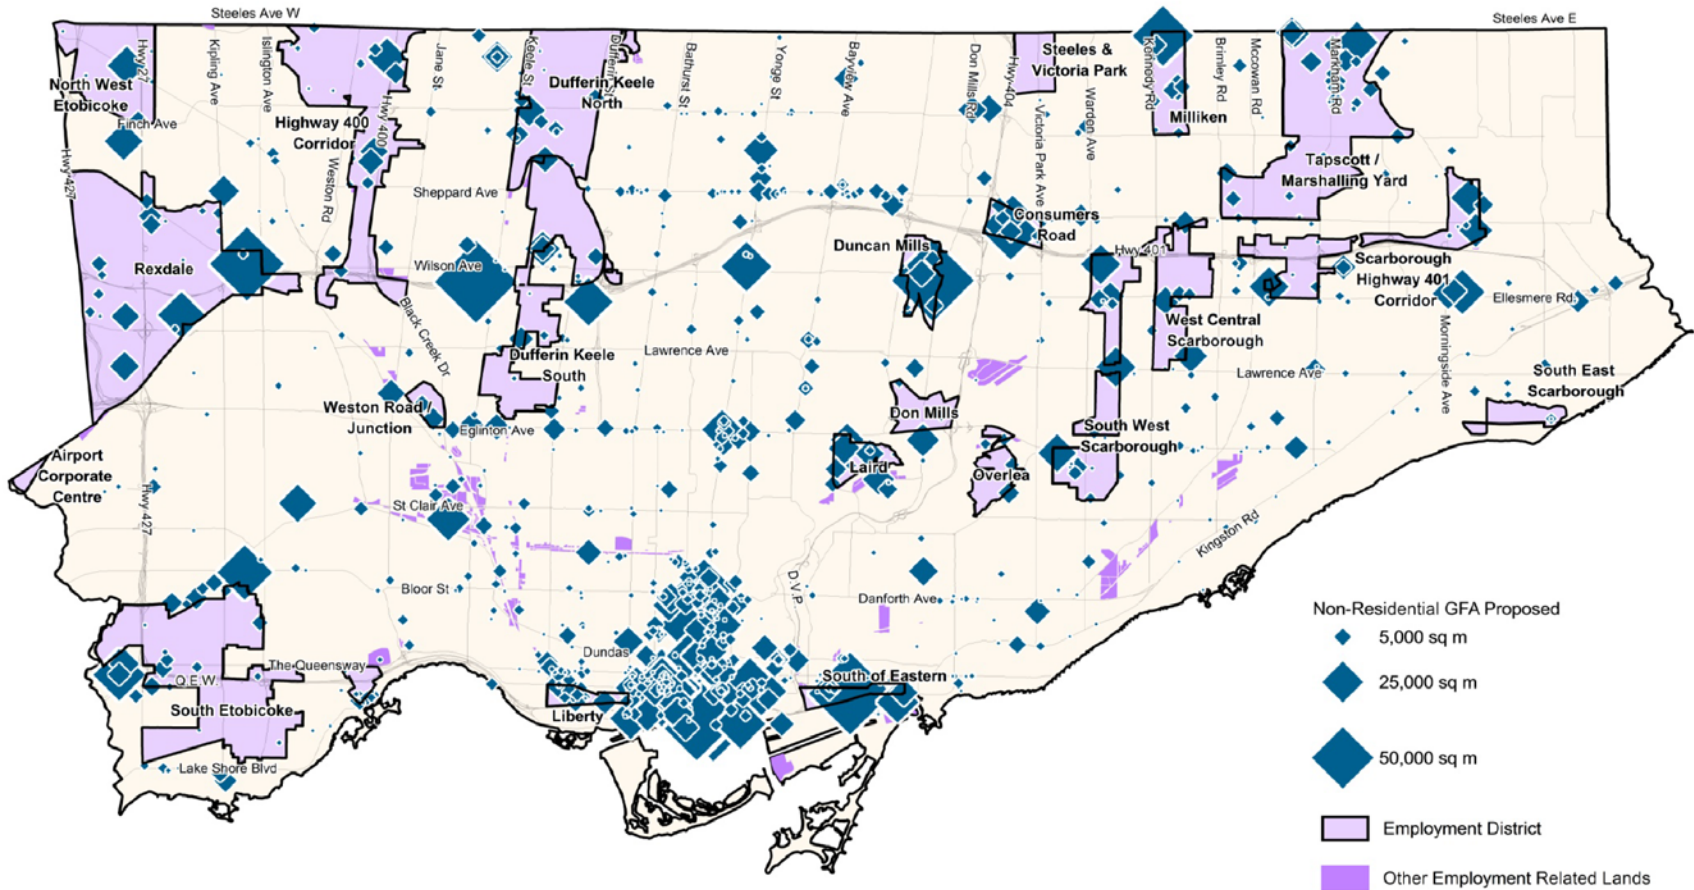 Steeles Ave W
Steeles Ave E
Hwy 27
Kipling Ave
Islington Ave
Jane St
Keele St
Dufferin St
Bathurst St
Yonge St
Bayview Ave
Don Mills Rd
Hwy 404
Steeles &
Victoria Park
Kennedy Rd
Brimley Rd
Mccowan Rd
Markham Rd
North West
Etobicoke
Dufferin Keele
North
Finch Ave
Highway 400
Corridor
Hwy 400
Milliken
Victoria Park Ave
Warden Ave
Hwy 427
Weston Rd
Sheppard Ave
Tapscott /
Marshalling Yard
Consumers
Road
Duncan Mills
Hwy 401
Rexdale
Wilson Ave
Scarborough
Highway 401
Corridor
Ellesmere Rd
Black Creek Dr
West Central
Scarborough
Morningside Ave
Dufferin Keele
South
Lawrence Ave
Lawrence Ave
South East
Scarborough
Weston Road /
Junction
Eglinton Ave
Don Mills
South West
Scarborough
Airport
Corporate
Centre
Laird
Overlea
Hwy 427
St Clair Ave
Kingston Rd
Bloor St
D.V.P
Danforth Ave
Non-Residential GFA Proposed
5,000 sq m
Dundas
The Queensway
Q.E.W.
South of Eastern
25,000 sq m
South Etobicoke
Liberty
50,000 sq m
Lake Shore Blvd
Employment District
Other Employment Related Lands